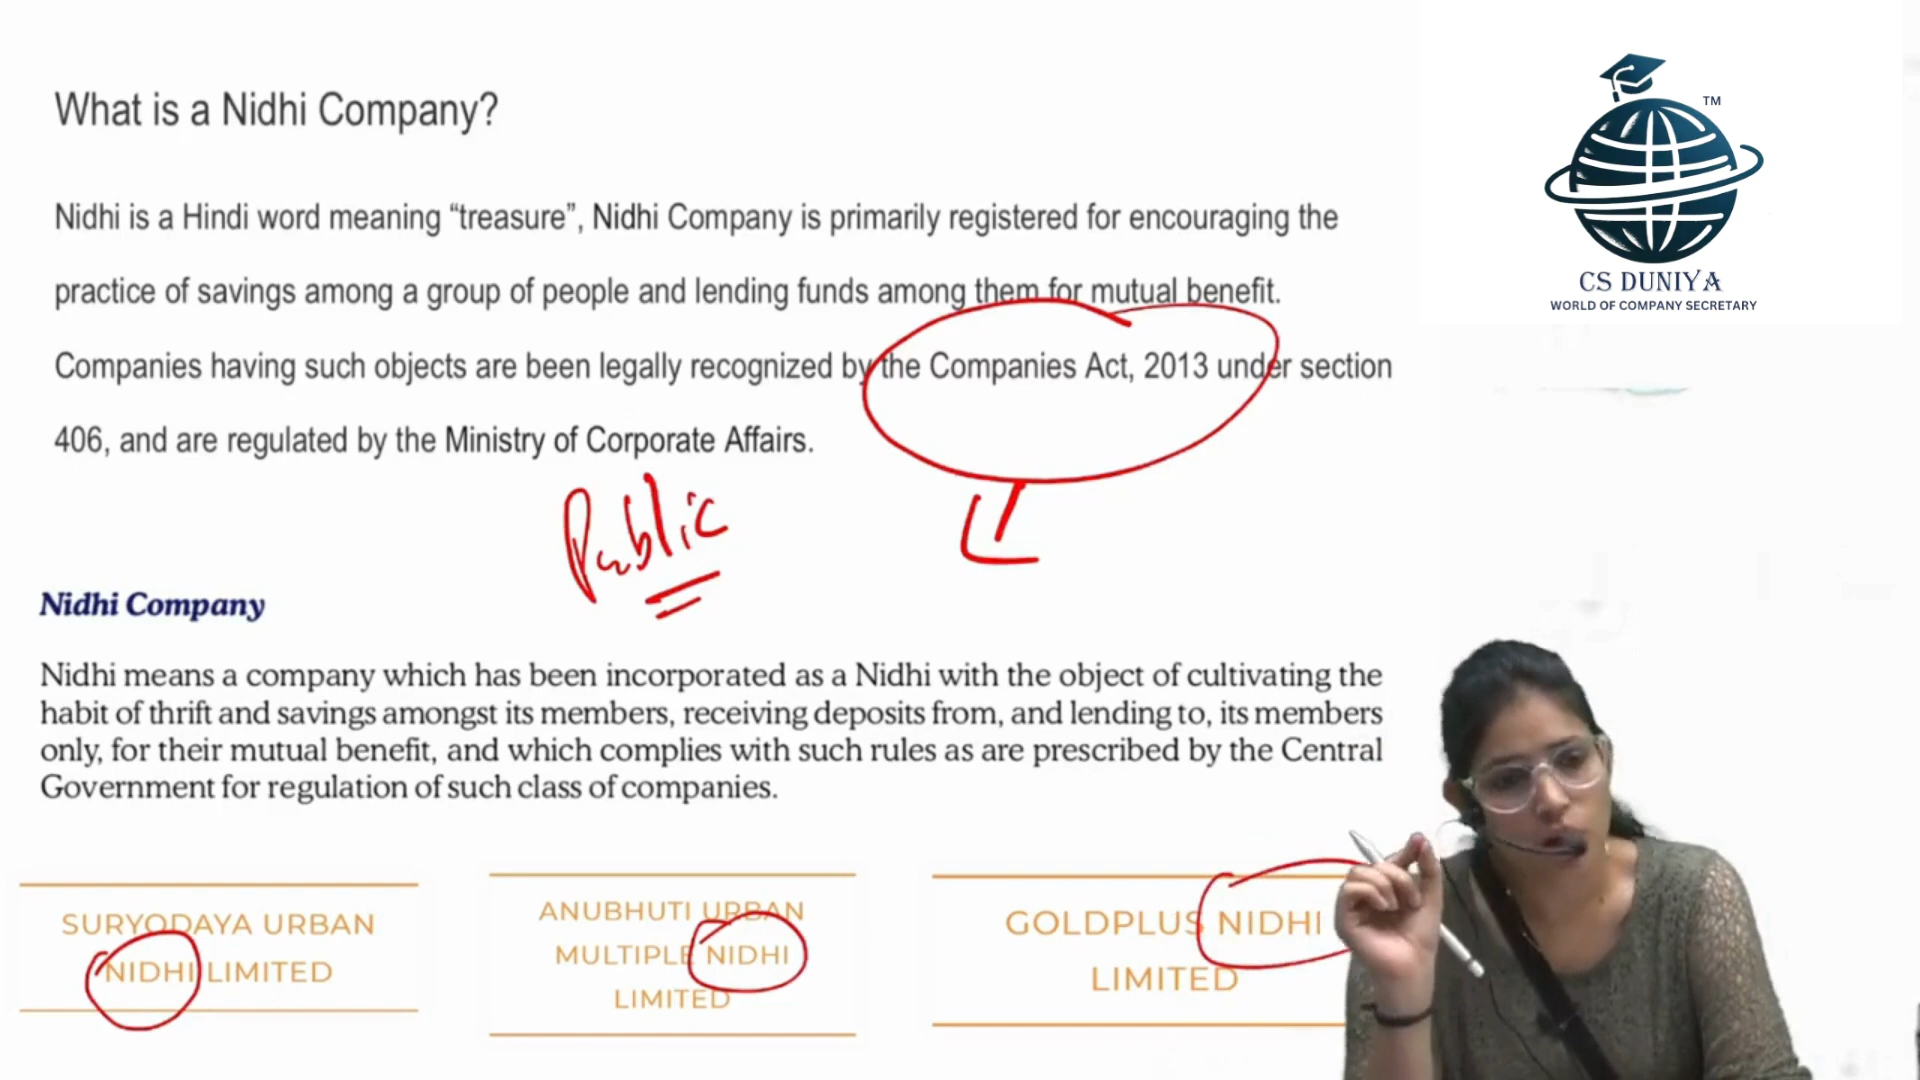 What is a Nidhi Company?
Nidhi is a Hindi word meaning “treasure”, Nidhi Company is primarily registered for encouraging the
practice of savings among a group of people and lending funds among them for mutual benefit.
Companies having such objects are been legally recognized by the Companies Act, 2013 under section
406, and are regulated by the Ministry of Corporate Affairs.
Public
Nidhi Company
Nidhi means a company which has been incorporated as a Nidhi with the object of cultivating the
habit of thrift and savings amongst its members, receiving deposits from, and lending to, its members
only, for their mutual benefit, and which complies with such rules as are prescribed by the Central
Government for regulation of such class of companies.
SURYODAYA URBAN
NIDHI LIMITED
ANUBHUTI URBAN
MULTIPLE NIDHI
LIMITED
GOLDPLUS NIDHI
LIMITED
TM
CS DUNIYA
WORLD OF COMPANY SECRETARY